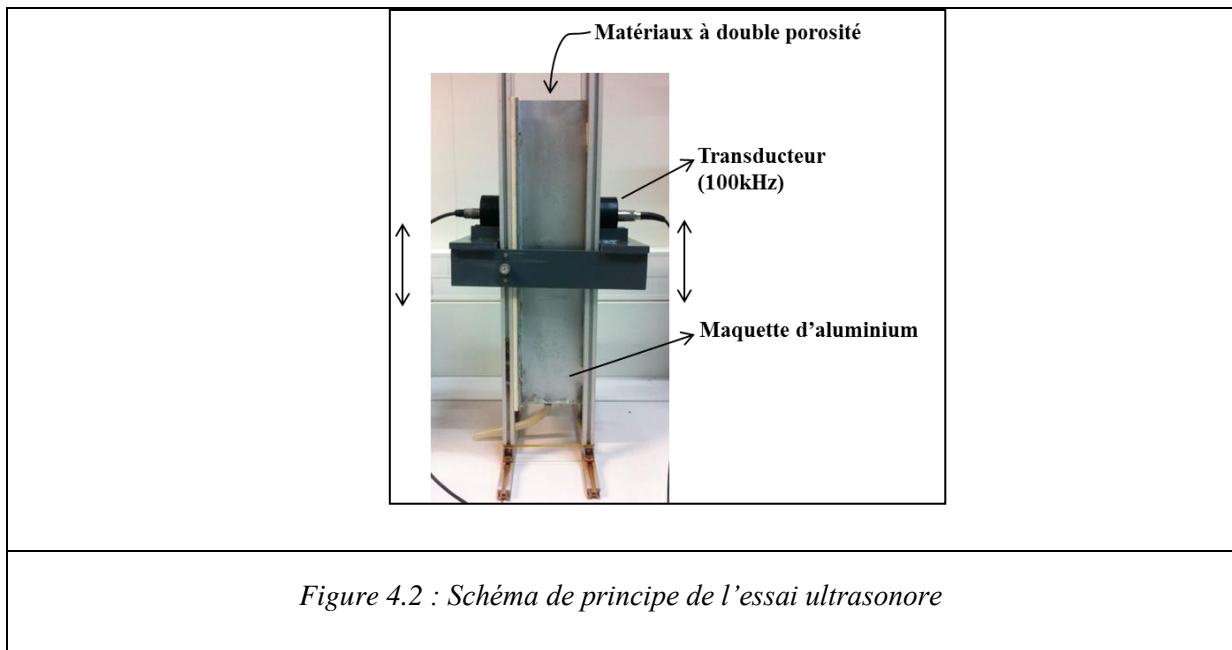 Matériaux à double porosité
Transducteur
(100kHz)
Maquette d'aluminium
Figure 4.2 : Schéma de principe de l'essai ultrasonore